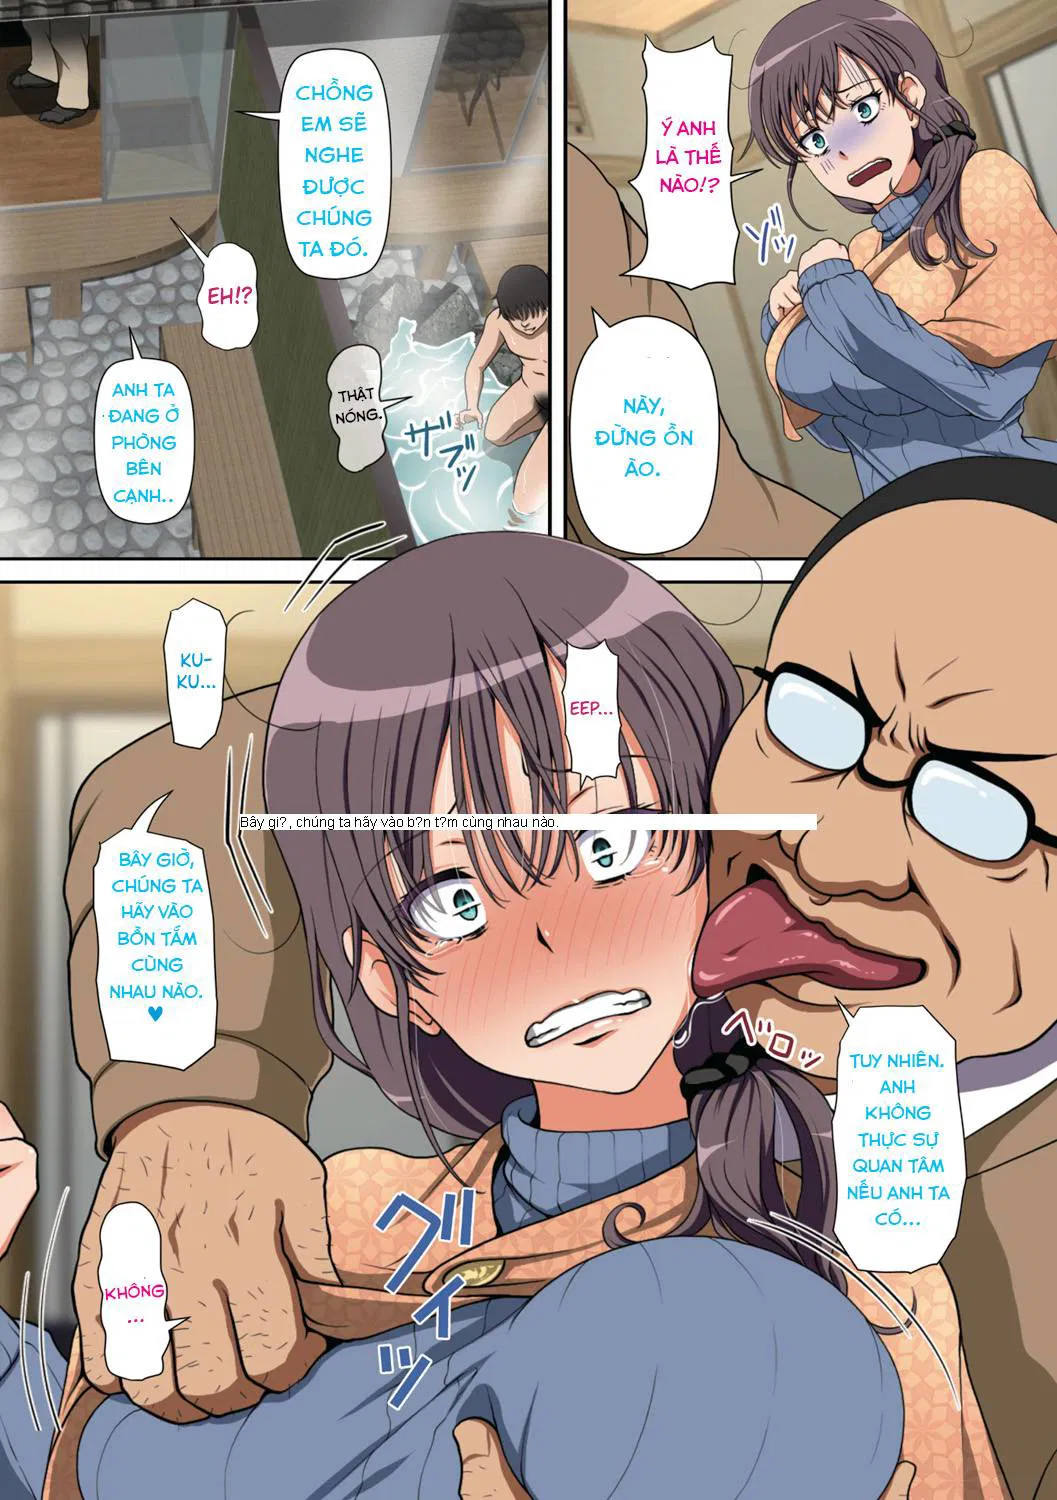 Ý ANH
LÀ THẾ
NÀO!?
NÀY,
ĐỪNG ỒN
ÀO.
ゾッ
CHỒNG
EM SẼ
NGHE
ĐƯỢC
CHÚNG
TA ĐÓ.
EH!?
ANH TA
ĐANG Ở
PHÒNG
BÊN
CẠNH..
THẬT
NÓNG.
ザブッ
EEP...
KU-
KU...
Bây gi?, chúng ta hãy vào b?n t?m cùng nhau nào.
BÂY GIỜ,
CHÚNG TA
HÃY VÀO
BỒN TẮM
CÙNG
NHAU NÀO.
♥
ベロッ
TUY NHIÊN.
ANH
KHÔNG
THỰC SỰ
QUAN TÂM
NẾU ANH TA
CÓ...
KHÔNG
...
グイッ